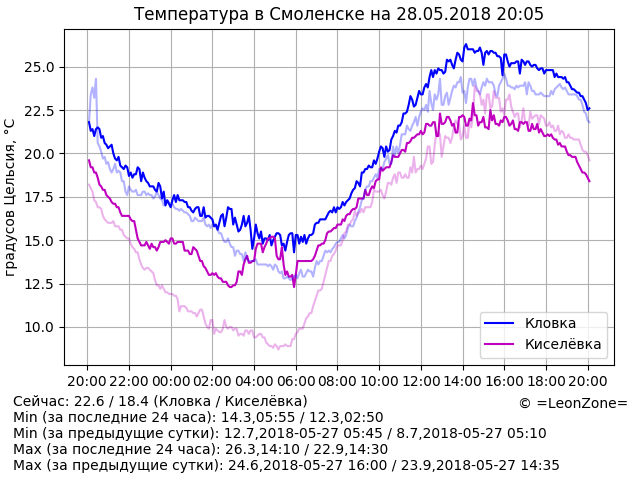 Температура в Смоленске на 28.05.2018 20:05
градусов Цельсия, °C
25.0
22.5
20.0
17.5
15.0
12.5
10.0
Кловка
Киселёвка
20:00 22:00 00:00 02:00 04:00 06:00 08:00 10:00 12:00 14:00 16:00 18:00 20:00
Сейчас: 22.6 / 18.4 (Кловка / Киселёвка)
© =LeonZone=
Min (за последние 24 часа): 14.3,05:55 / 12.3,02:50
Min (за предыдущие сутки): 12.7,2018-05-27 05:45 / 8.7,2018-05-27 05:10
Max (за последние 24 часа): 26.3,14:10 / 22.9,14:30
Max (за предыдущие сутки): 24.6,2018-05-27 16:00 / 23.9,2018-05-27 14:35